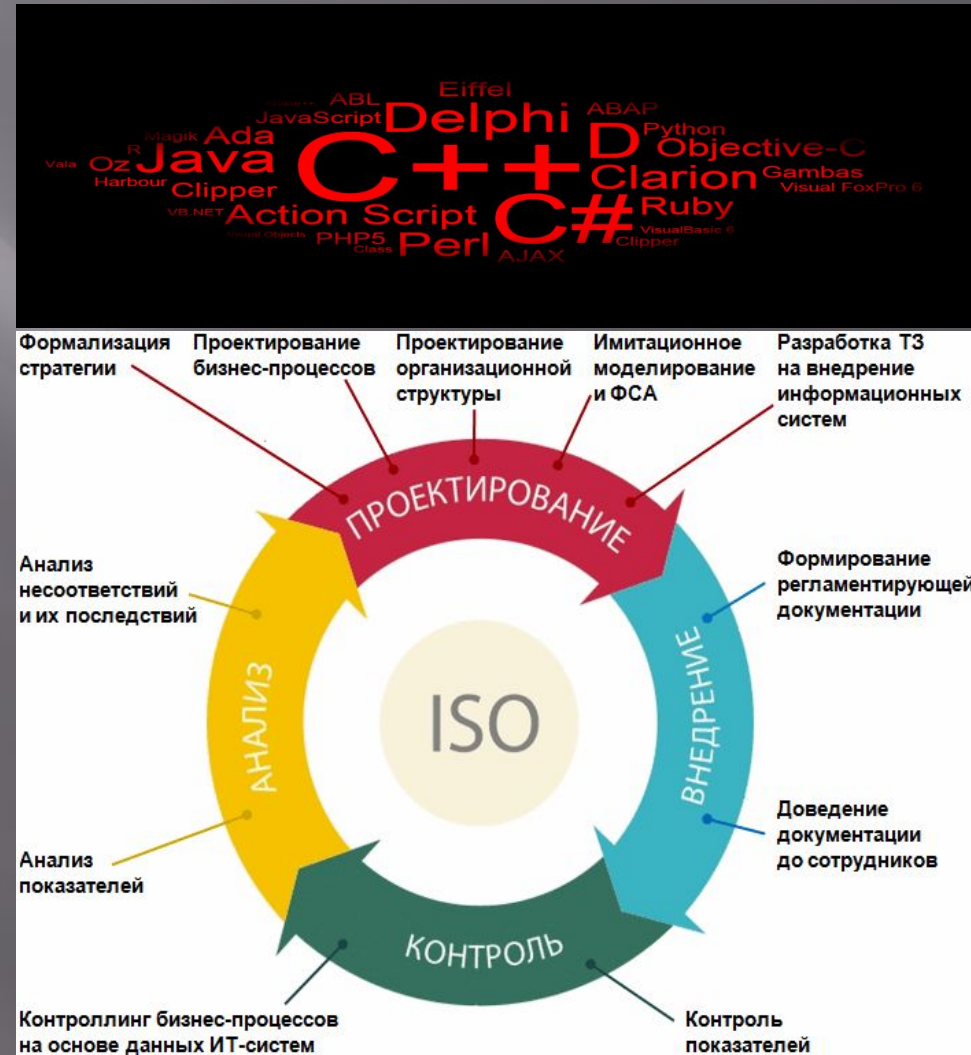 Eiffel
ABL
ABAP
JavaScript Delphi
Python
Magik Ada
D
R
Objective-C
Vala Oz Java C++
Clarion Gambas
Harbour Clipper
Visual FoxPro 6
VB.NET Action Script C# Ruby
Visual Objects PHP5 Perl
VisualBasic 6
Class
AJAX
Clipper
Формализация
стратегии
Проектирование
бизнес-процессов
Проектирование
организационной
структуры
Имитационное
моделирование
и ФСА
Разработка ТЗ
на внедрение
информационных
систем
ПРОЕКТИРОВАНИЕ
Анализ
несоответствий
и их последствий
Формирование
регламентирующей
документации
АНАЛИЗ
ISO
ВНЕДРЕНИЕ
Анализ
показателей
Доведение
документации
до сотрудников
КОНТРОЛЬ
Контроллинг бизнес-процессов
на основе данных ИТ-систем
Контроль
показателей